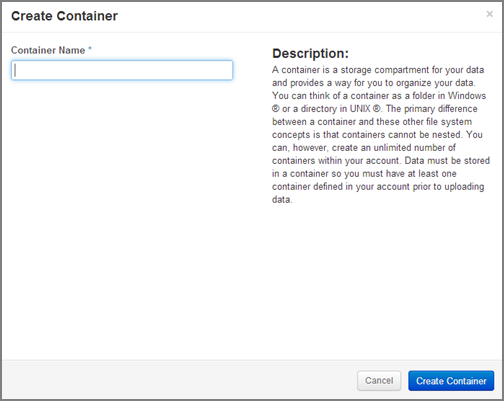 Create Container
×
Container Name *
Description:
A container is a storage compartment for your data
and provides a way for you to organize your data.
You can think of a container as a folder in Windows
® or a directory in UNIX ®. The primary difference
between a container and these other file system
concepts is that containers cannot be nested. You
can, however, create an unlimited number of
containers within your account. Data must be stored
in a container so you must have at least one
container defined in your account prior to uploading
data.
Cancel
Create Container